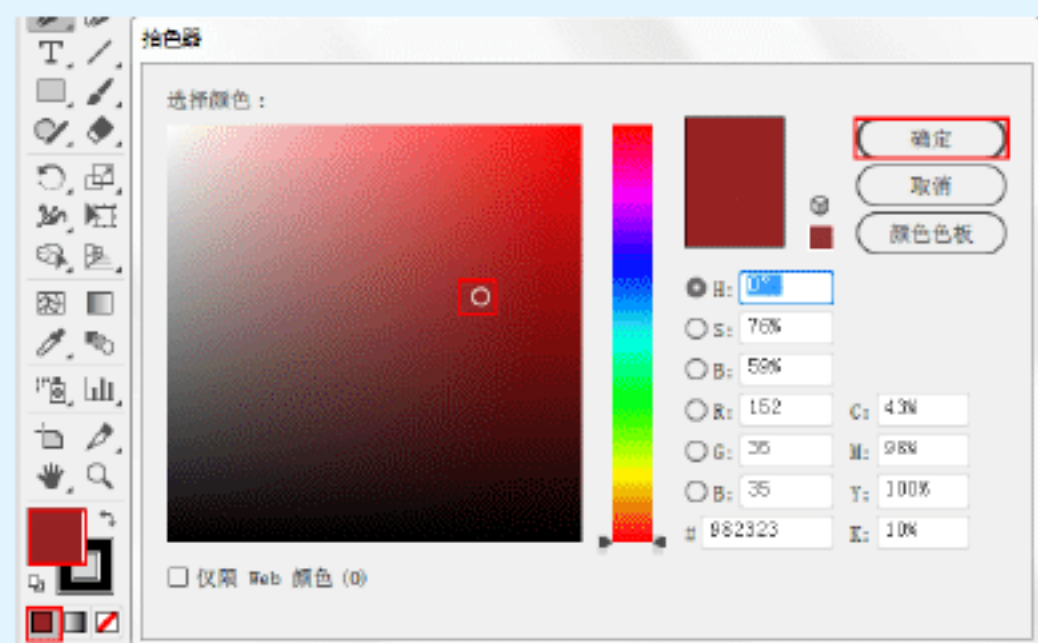 拾色器
选择颜色：
确定
取消
颜色色板
H: 0°
S: 76%
B: 59%
R: 152
C: 43%
G: 35
M: 98%
B: 35
Y: 100%
# 982323
K: 10%
仅限 Web 颜色 (O)